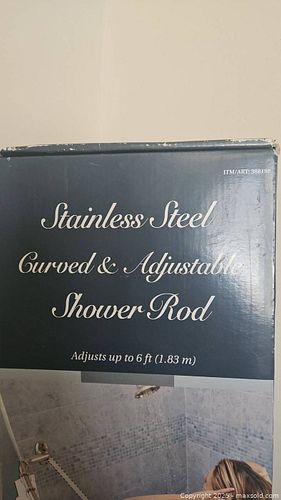 ITM/ART: 388198
Stainless Steel
Curved & Adjustable
Shower Rod
Adjusts up to 6 ft (1.83 m)
Copyright 2025 - maxsold.com